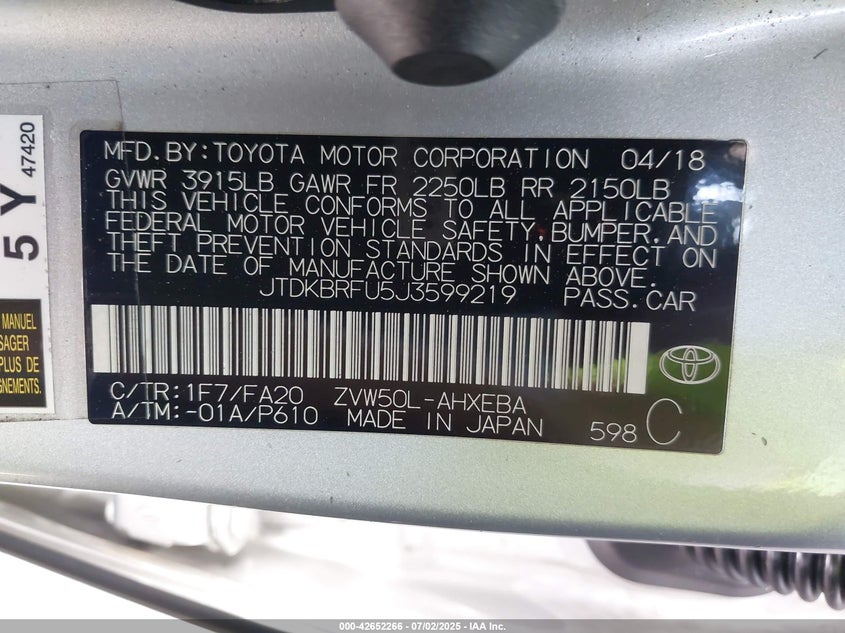 MFD.BY:TOYOTA MOTOR CORPORATION 04/18
GVWR 3915LB GAWR FR 2250LB RR 2150LB
THIS VEHICLE CONFORMS TO ALL APPLICABLE
FEDERAL MOTOR VEHICLE SAFETY,BUMPER,AND
THEFT PREVENTION STANDARDS IN EFFECT ON
THE DATE OF MANUFACTURE SHOWN ABOVE.
JTDKBRFU5J3599219 PASS.CAR
C/TR:1F7/FA20 ZVW50L-AHXEBA
A/TM:-01A/P610 MADE IN JAPAN 598 C
5Y
47420
MANUEL
SAGER
PLUS DE
GNEMENTS.
000-42652266 - 07/02/2025 - IAA Inc.